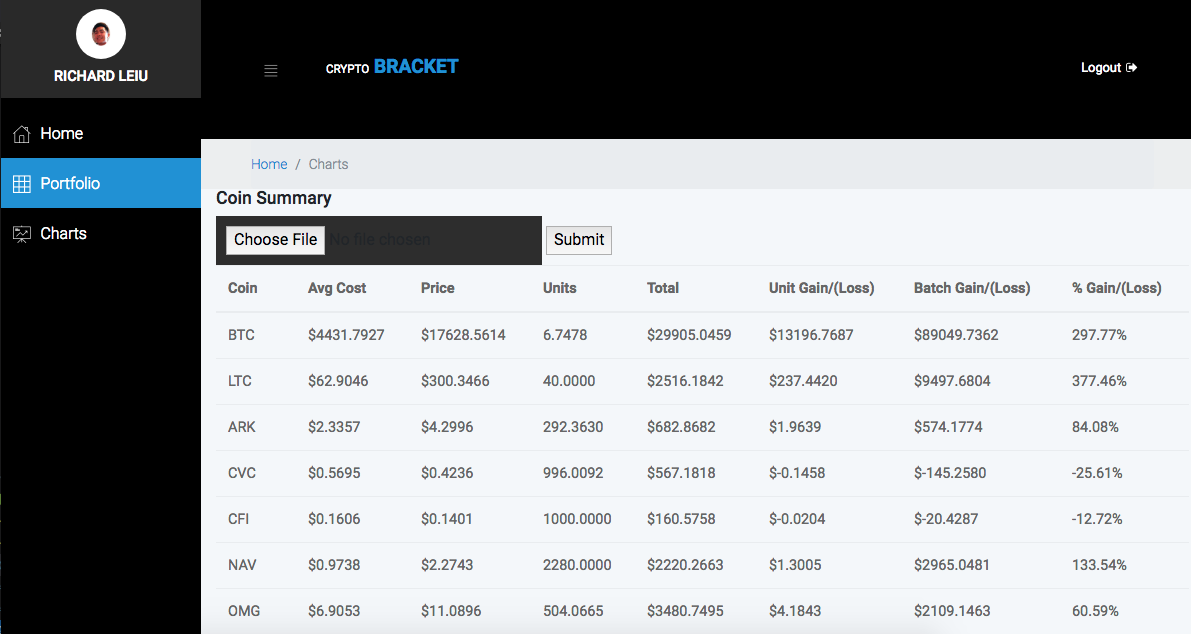 RICHARD LEIU
CRYPTO BRACKET
Logout
Home
Portfolio
Charts
Home / Charts
Coin Summary
Choose File No file chosen Submit
Coin Avg Cost Price Units Total Unit Gain/(Loss) Batch Gain/(Loss) % Gain/(Loss)
BTC $4431.7927 $17628.5614 6.7478 $29905.0459 $13196.7687 $89049.7362 297.77%
LTC $62.9046 $300.3466 40.0000 $2516.1842 $237.4420 $9497.6804 377.46%
ARK $2.3357 $4.2996 292.3630 $682.8682 $1.9639 $574.1774 84.08%
CVC $0.5695 $0.4236 996.0092 $567.1818 $-0.1458 $-145.2580 -25.61%
CFI $0.1606 $0.1401 1000.0000 $160.5758 $-0.0204 $-20.4287 -12.72%
NAV $0.9738 $2.2743 2280.0000 $2220.2663 $1.3005 $2965.0481 133.54%
OMG $6.9053 $11.0896 504.0665 $3480.7495 $4.1843 $2109.1463 60.59%